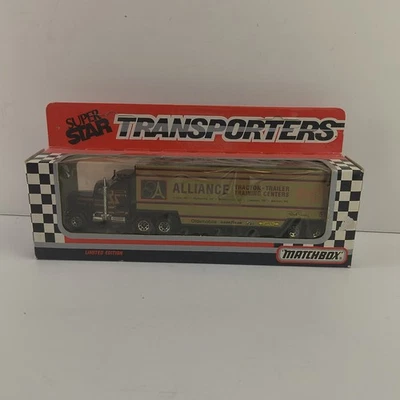 SUPER
STAR
TRANSPORTERS
A
ALLIANCE
TRACTOR-TRAILER
TRAINING CENTERS
LIMITED EDITION
MATCHBOX